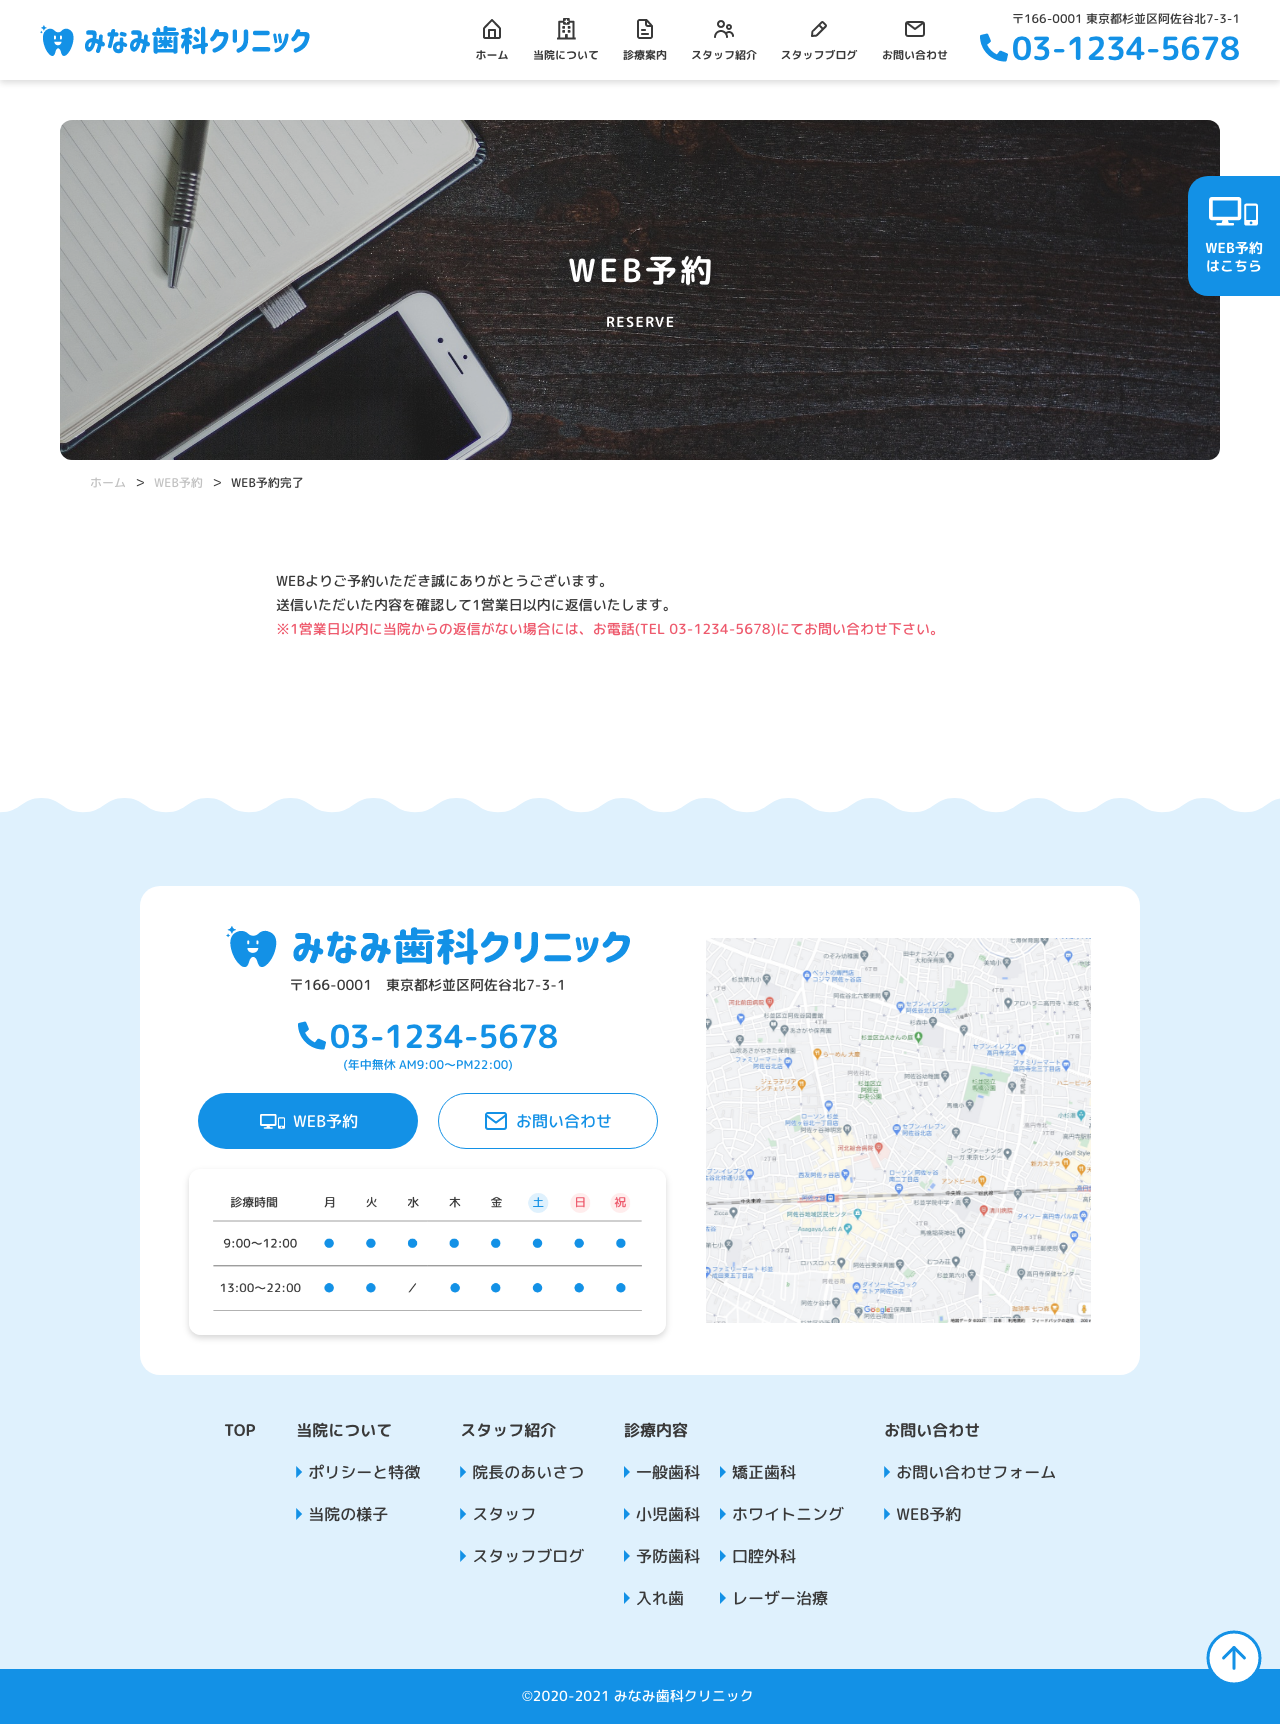 みなみ歯科クリニック
ホーム
当院について
診療案内
スタッフ紹介
スタッフブログ
お問い合わせ
〒166-0001 東京都杉並区阿佐谷北7-3-1
03-1234-5678
WEB予約
RESERVE
WEB予約
はこちら
ホーム > WEB予約 > WEB予約完了
WEBよりご予約いただき誠にありがとうございます。
送信いただいた内容を確認して1営業日以内に返信いたします。
※1営業日以内に当院からの返信がない場合には、お電話(TEL 03-1234-5678)にてお問い合わせ下さい。
みなみ歯科クリニック
〒166-0001　東京都杉並区阿佐谷北7-3-1
03-1234-5678
(年中無休 AM9:00〜PM22:00)
WEB予約
お問い合わせ
診療時間 月 火 水 木 金 土 日 祝
9:00〜12:00 ● ● ● ● ● ● ● ●
13:00〜22:00 ● ● / ● ● ● ● ●
TOP
当院について
ポリシーと特徴
当院の様子
スタッフ紹介
院長のあいさつ
スタッフ
スタッフブログ
診療内容
一般歯科
小児歯科
予防歯科
入れ歯
矯正歯科
ホワイトニング
口腔外科
レーザー治療
お問い合わせ
お問い合わせフォーム
WEB予約
©2020-2021 みなみ歯科クリニック